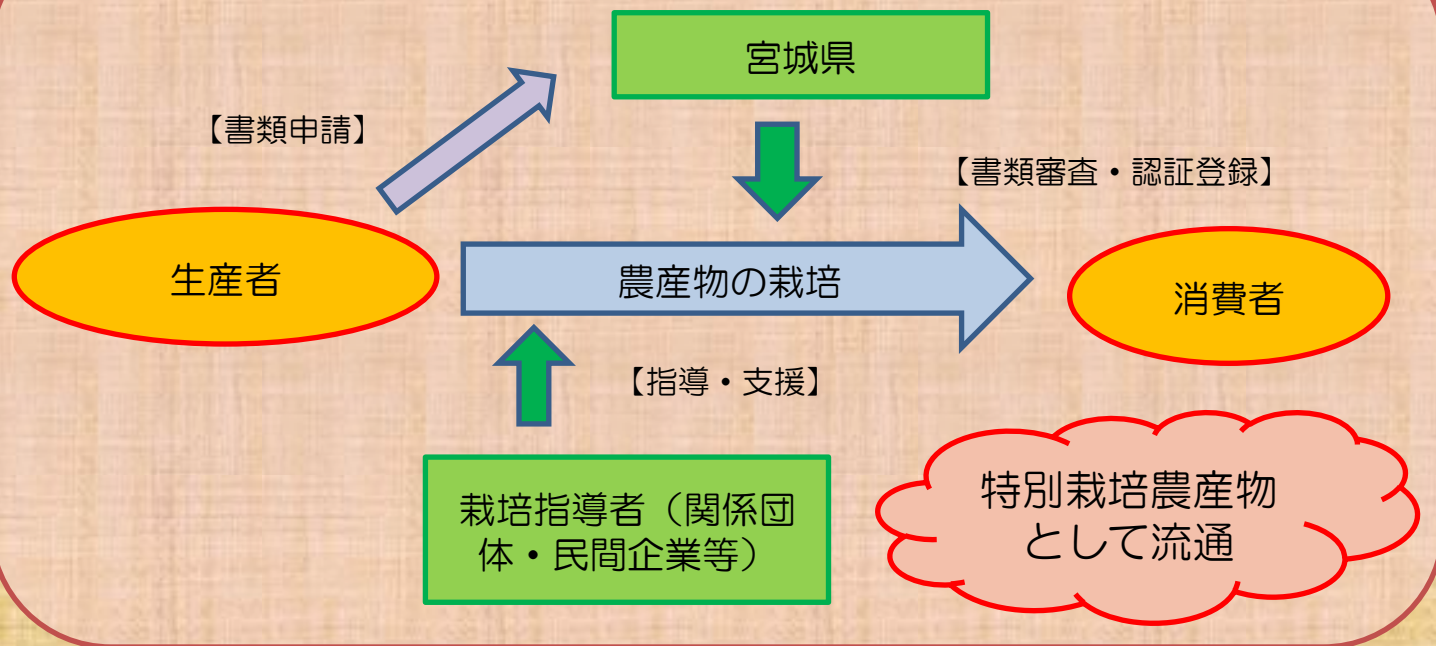 宮城県
【書類申請】
【書類審査・認証登録】
生産者
農産物の栽培
消費者
【指導・支援】
栽培指導者（関係団
体・民間企業等）
特別栽培農産物
として流通